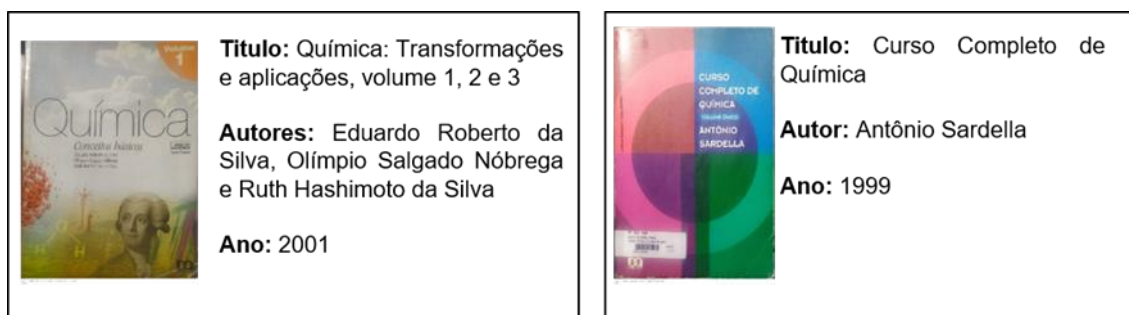 Volume
1
Química
Conceitos básicos
Titulo: Química: Transformações
e aplicações, volume 1, 2 e 3
Autores: Eduardo Roberto da
Silva, Olímpio Salgado Nóbrega
e Ruth Hashimoto da Silva
Ano: 2001
CURSO
COMPLETO DE
QUÍMICA
VOLUME ÚNICO
ANTÔNIO
SARDELLA
Titulo: Curso Completo de
Química
Autor: Antônio Sardella
Ano: 1999